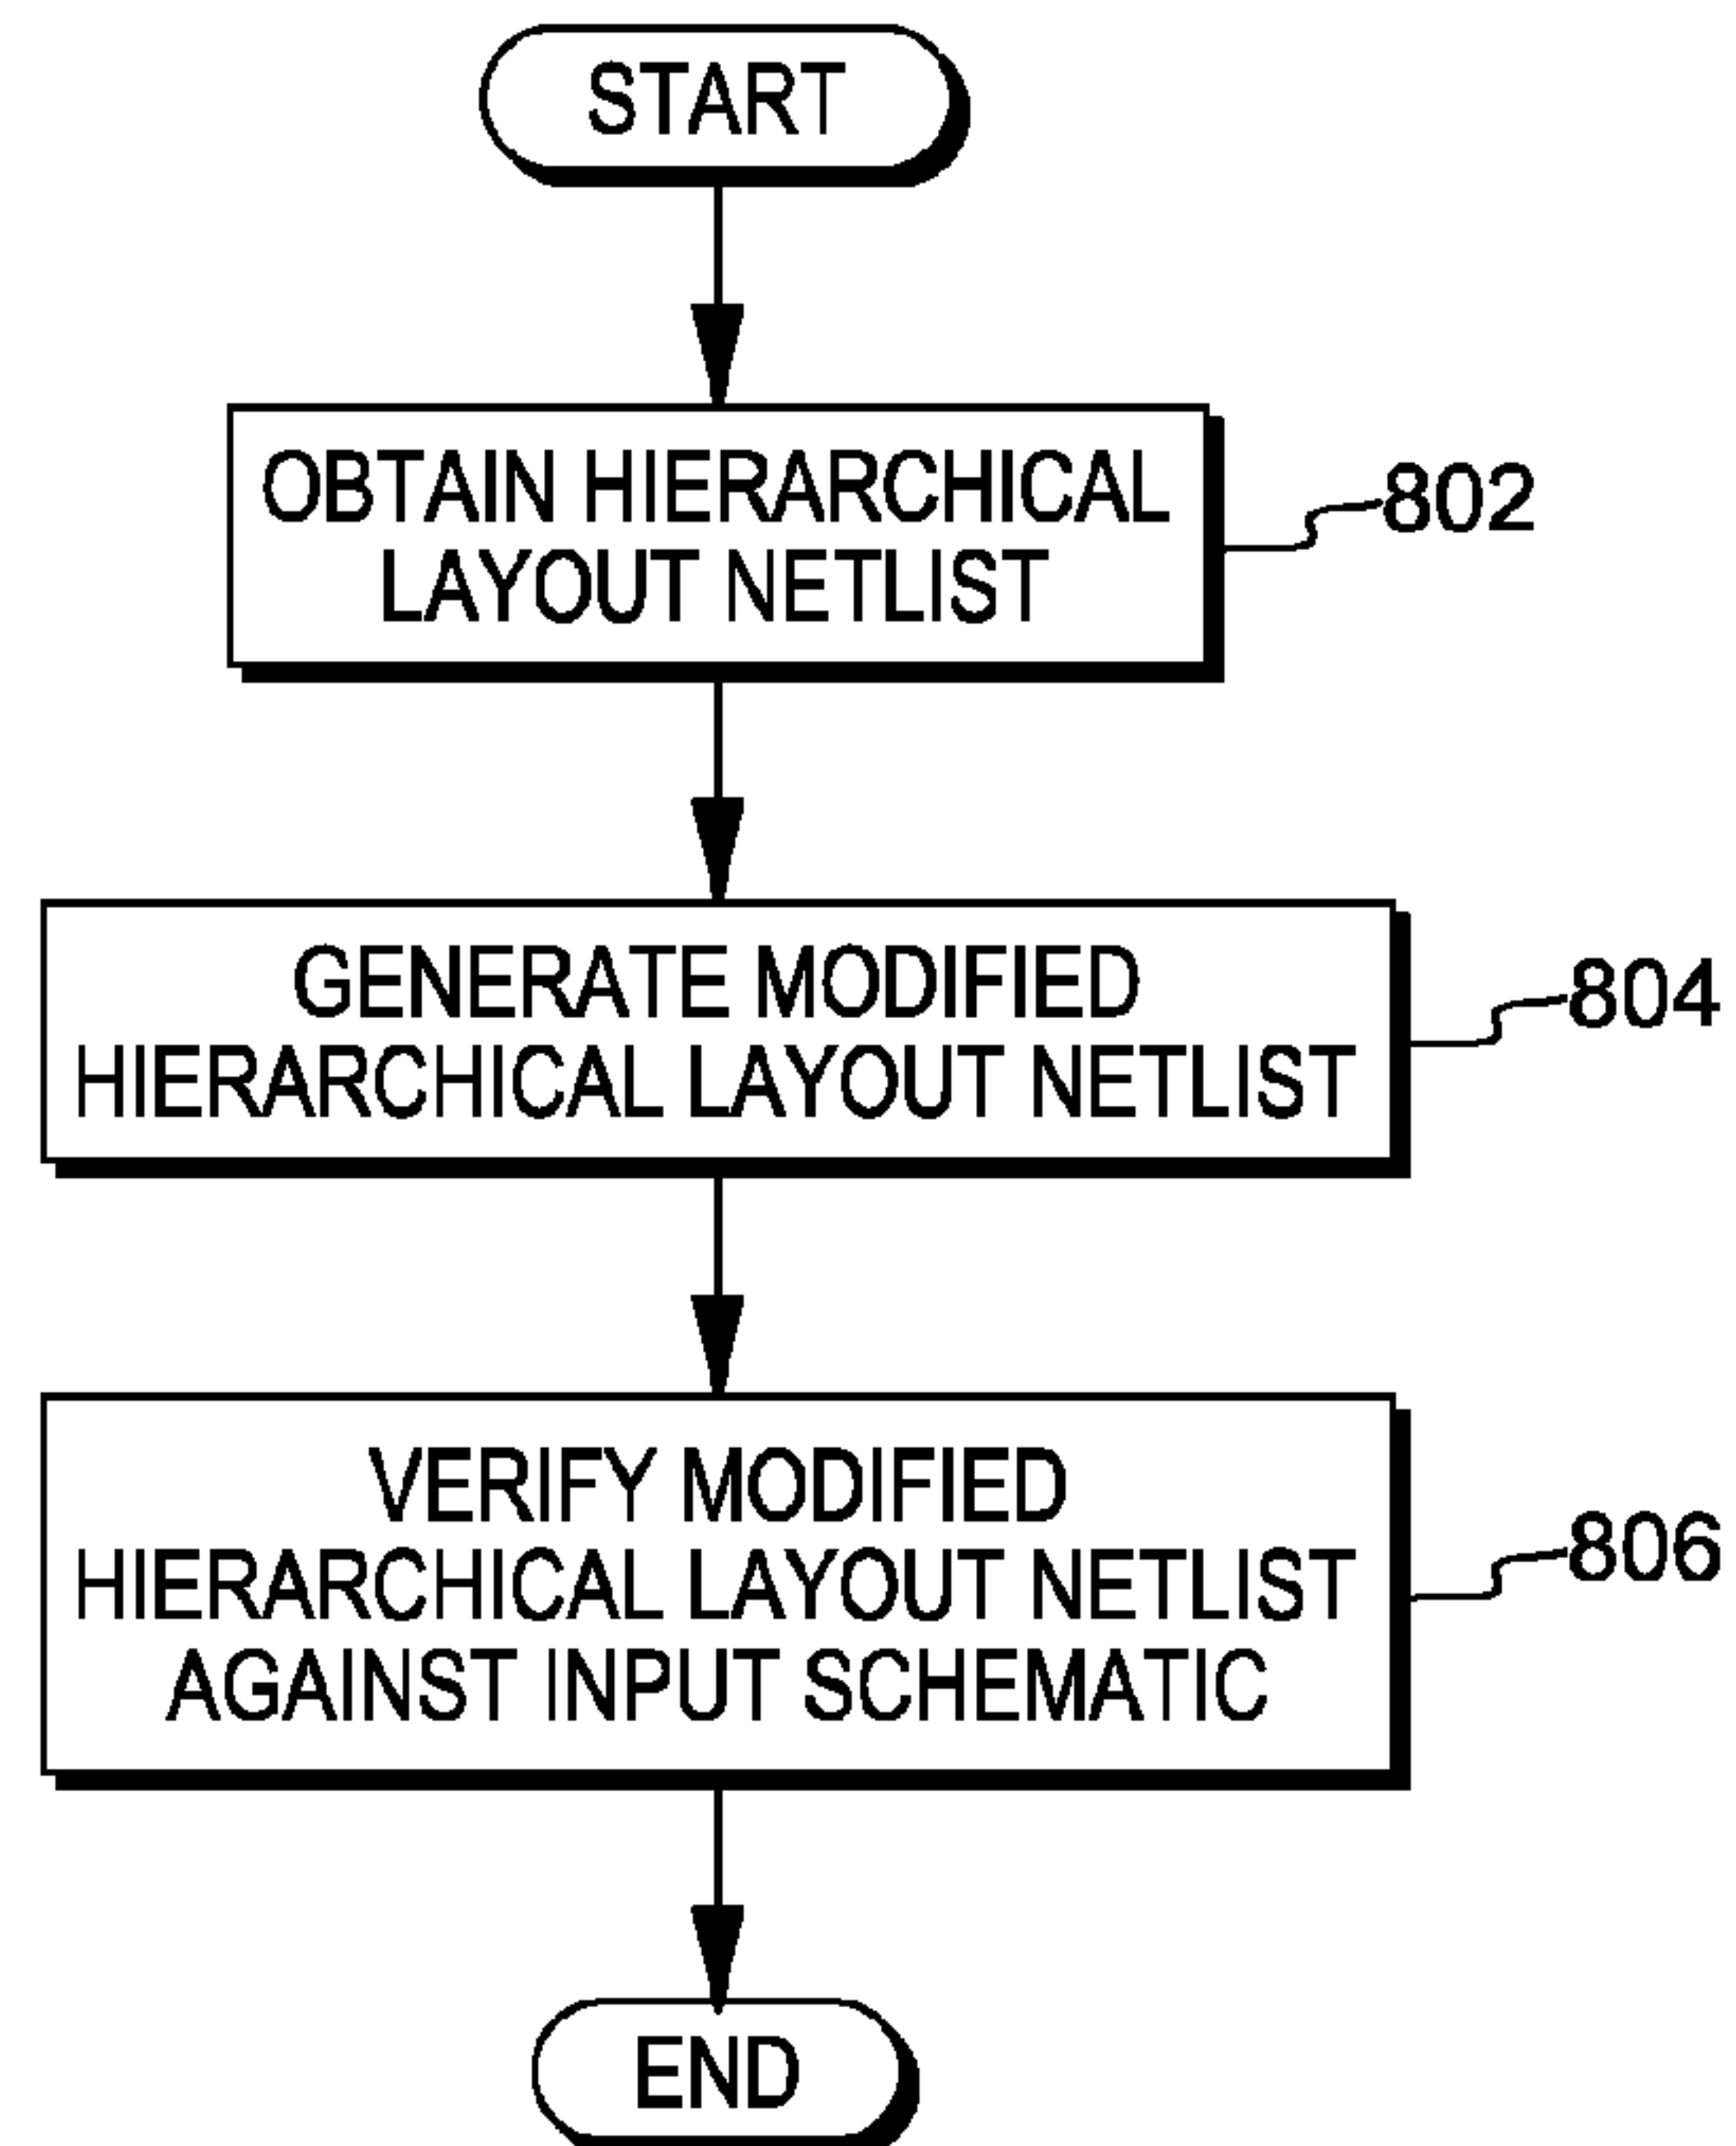 START
OBTAIN HIERARCHICAL
LAYOUT NETLIST
802
GENERATE MODIFIED
HIERARCHICAL LAYOUT NETLIST
804
VERIFY MODIFIED
HIERARCHICAL LAYOUT NETLIST
AGAINST INPUT SCHEMATIC
806
END